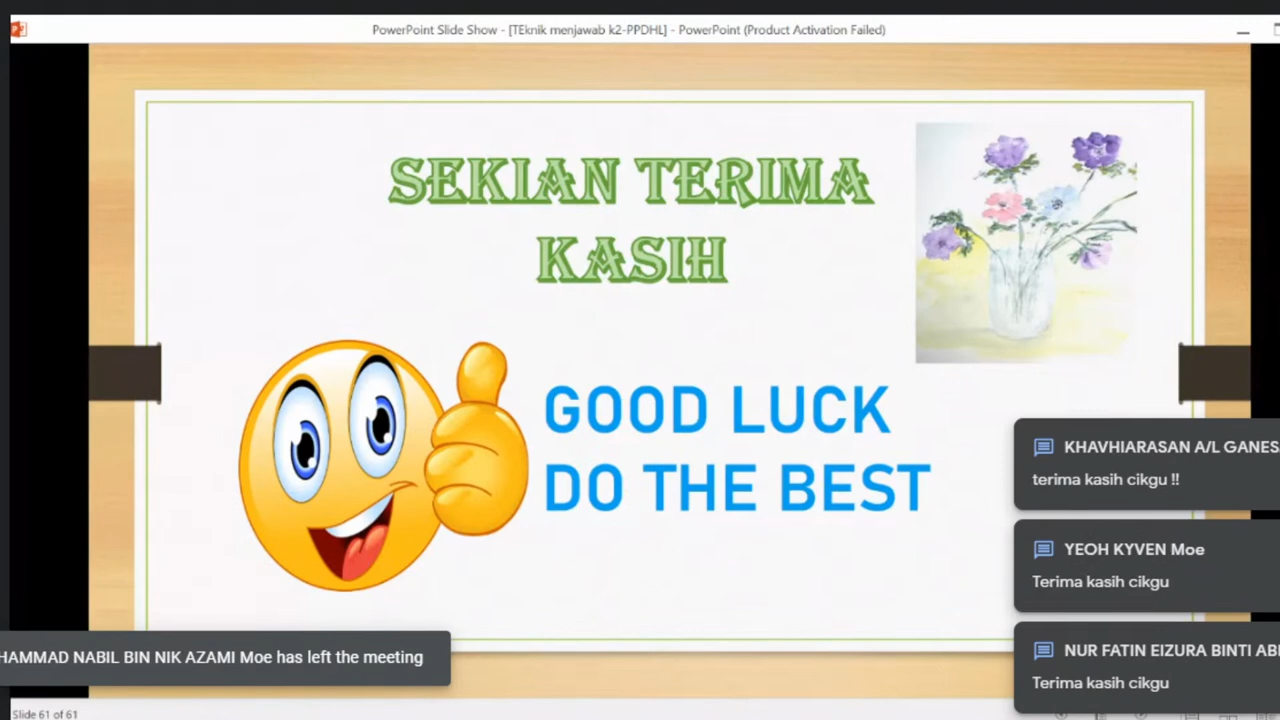 PowerPoint Slide Show - [TEknik menjawab k2-PPDHL] - PowerPoint (Product Activation Failed)
SEKIAN TERIMA
KASIH
GOOD LUCK
DO THE BEST
KHAVHIARASAN A/L GANES
terima kasih cikgu !!
YEOH KYVEN Moe
Terima kasih cikgu
NUR FATIN EIZURA BINTI AB
Terima kasih cikgu
HAMMAD NABIL BIN NIK AZAMI Moe has left the meeting
Slide 61 of 61